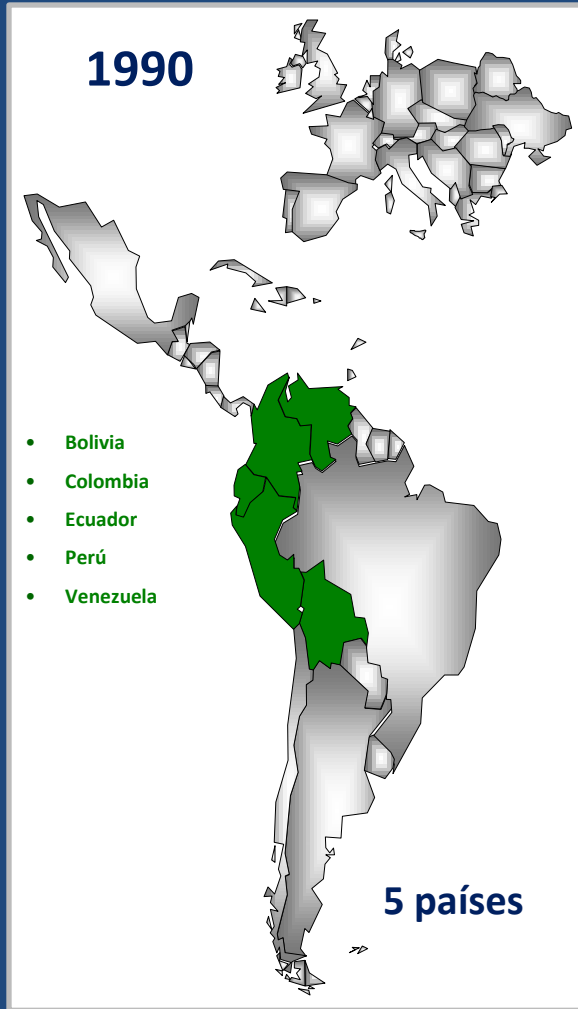 1990
• Bolivia
• Colombia
• Ecuador
• Perú
• Venezuela
5 países